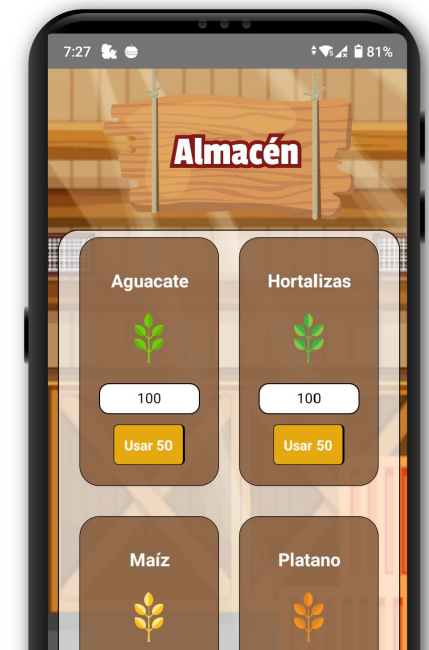 7:27 81%
Almacén
Aguacate Hortalizas
100 100
Usar 50 Usar 50
Maíz Platano